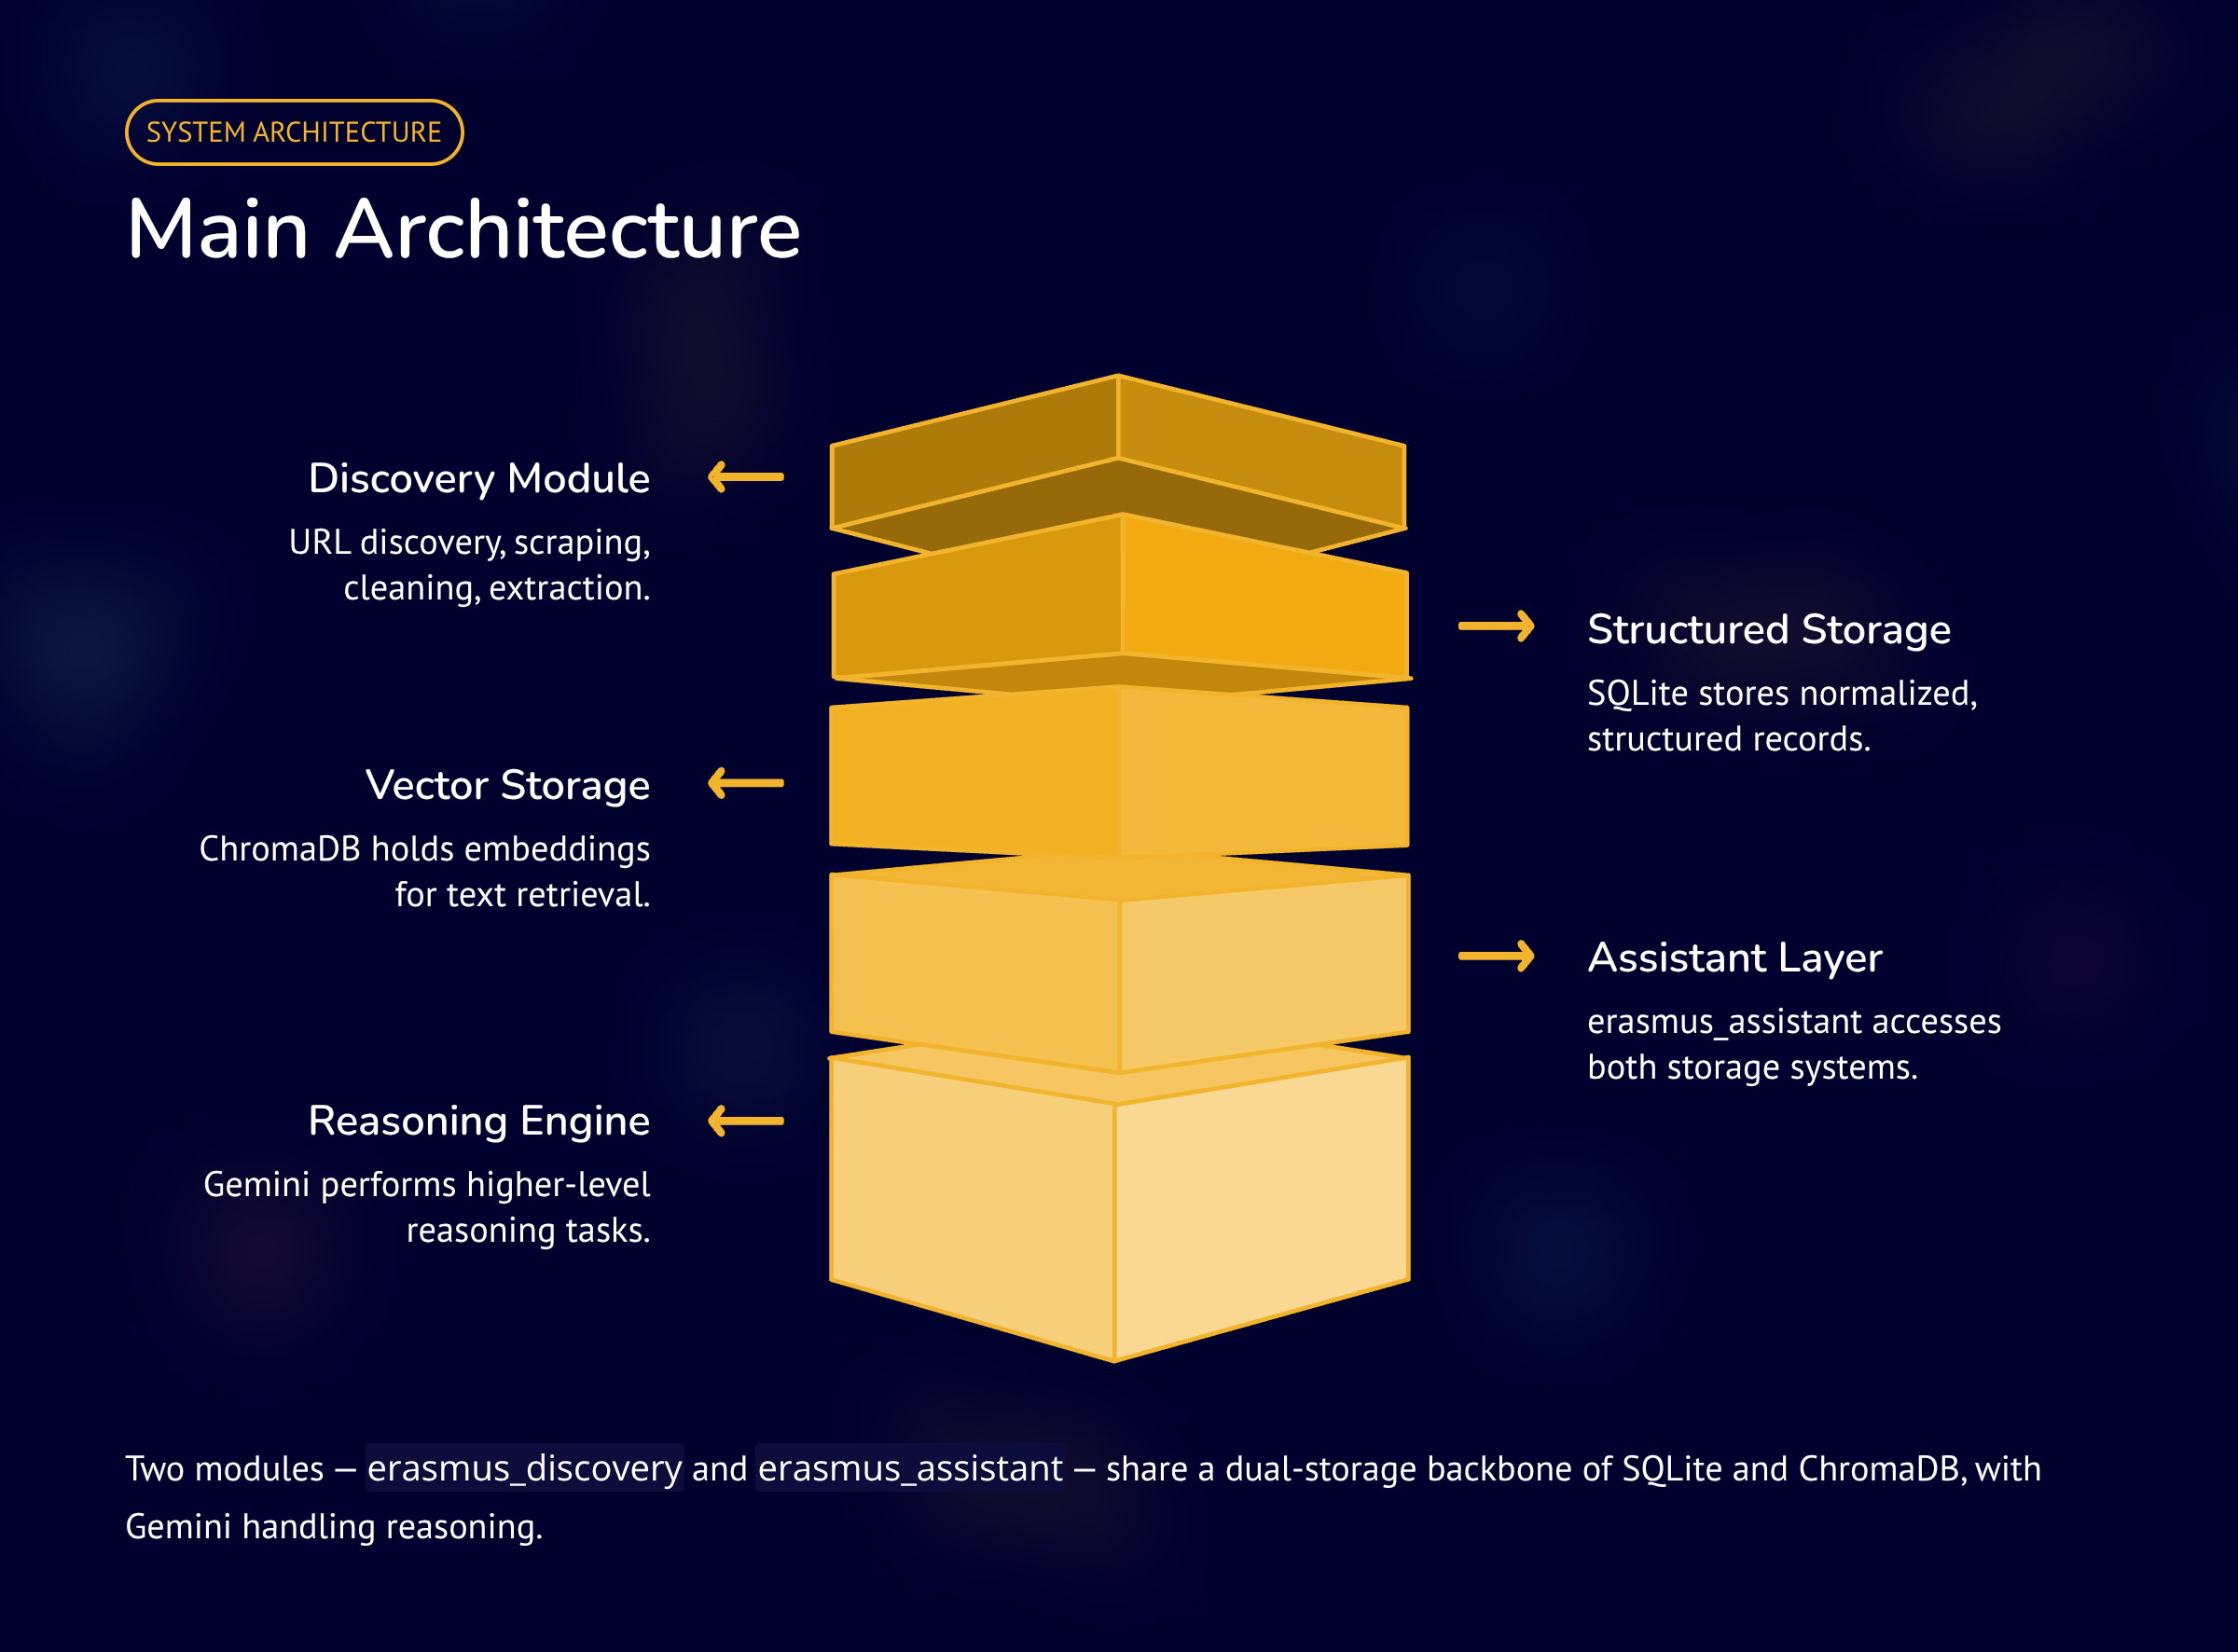 SYSTEM ARCHITECTURE
Main Architecture
Discovery Module
URL discovery, scraping,
cleaning, extraction.
Structured Storage
SQLite stores normalized,
structured records.
Vector Storage
ChromaDB holds embeddings
for text retrieval.
Assistant Layer
erasmus_assistant accesses
both storage systems.
Reasoning Engine
Gemini performs higher-level
reasoning tasks.
Two modules — erasmus_discovery and erasmus_assistant — share a dual-storage backbone of SQLite and ChromaDB, with
Gemini handling reasoning.